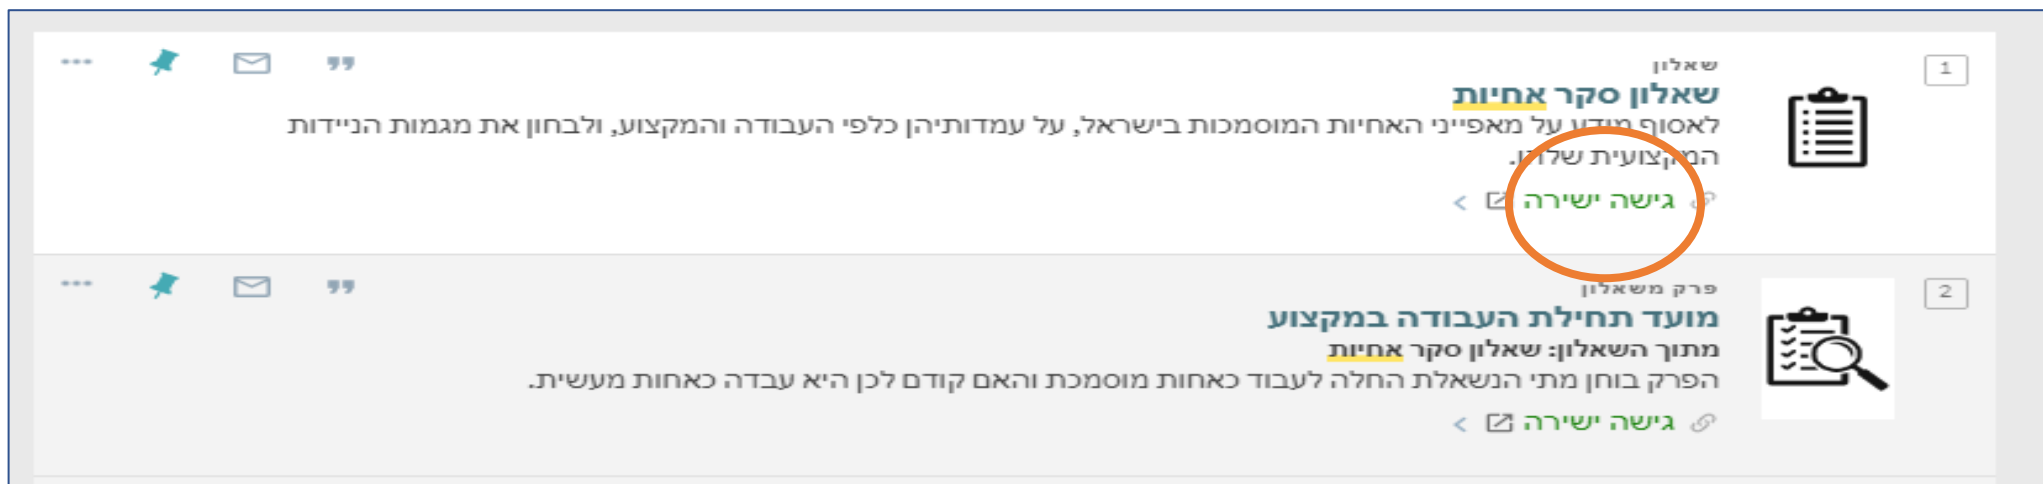 1
שאלון
שאלון סקר אחיות
לאסוף מידע על מאפייני האחיות המוסמכות בישראל, על עמדותיהן כלפי העבודה והמקצוע, ולבחון את מגמות הניידות
המקצועית שלהן.
גישה ישירה
2
פרק משאלון
מועד תחילת העבודה במקצוע
מתוך השאלון: שאלון סקר אחיות
הפרק בוחן מתי הנשאלת החלה לעבוד כאחות מוסמכת והאם קודם לכן היא עבדה כאחות מעשית.
גישה ישירה